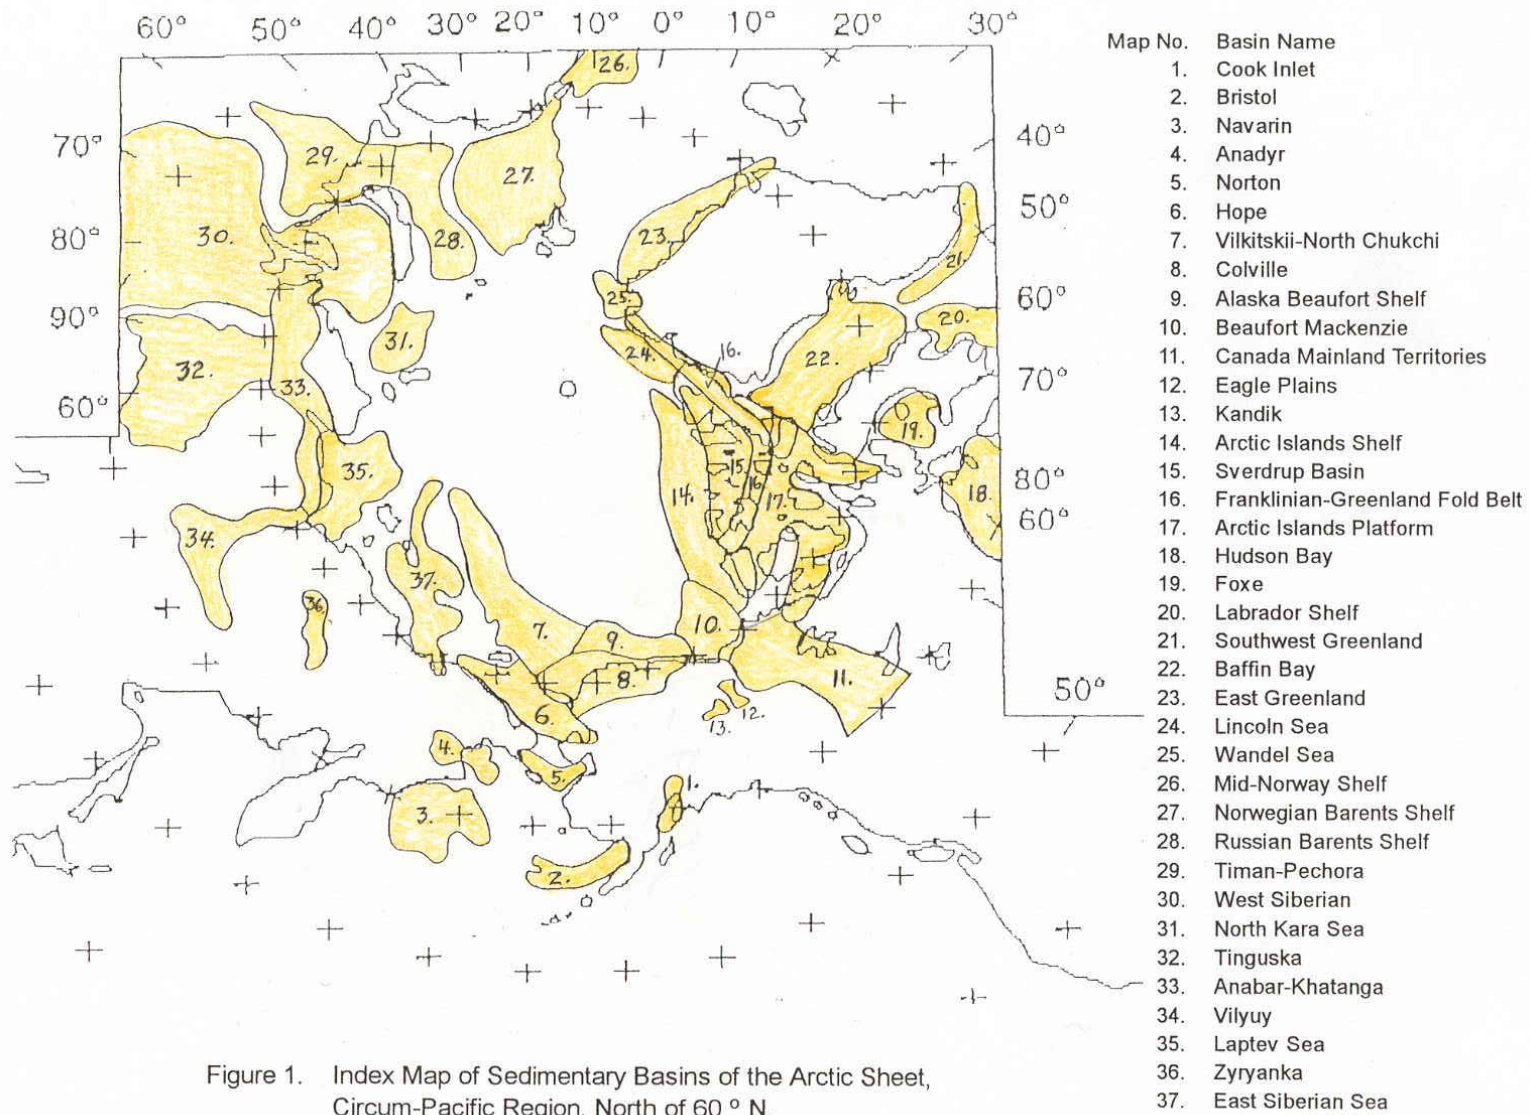 60° 50° 40° 30° 20° 10° 0° 10° 20° 30°
70°
80°
90°
60°
40°
50°
60°
70°
80°
60°
50°
26.
29.
27.
30.
28.
23.
21.
25.
20.
31.
24.
16.
22.
32.
33.
19.
35.
15.
14.
16.
17.
18.
34.
37.
36
7.
9.
10.
8.
11.
6.
12.
13.
4.
5.
1.
3.
2.
Map No. Basin Name
1. Cook Inlet
2. Bristol
3. Navarin
4. Anadyr
5. Norton
6. Hope
7. Vilkitskii-North Chukchi
8. Colville
9. Alaska Beaufort Shelf
10. Beaufort Mackenzie
11. Canada Mainland Territories
12. Eagle Plains
13. Kandik
14. Arctic Islands Shelf
15. Sverdrup Basin
16. Franklinian-Greenland Fold Belt
17. Arctic Islands Platform
18. Hudson Bay
19. Foxe
20. Labrador Shelf
21. Southwest Greenland
22. Baffin Bay
23. East Greenland
24. Lincoln Sea
25. Wandel Sea
26. Mid-Norway Shelf
27. Norwegian Barents Shelf
28. Russian Barents Shelf
29. Timan-Pechora
30. West Siberian
31. North Kara Sea
32. Tinguska
33. Anabar-Khatanga
34. Vilyuy
35. Laptev Sea
36. Zyryanka
37. East Siberian Sea
Figure 1. Index Map of Sedimentary Basins of the Arctic Sheet,
Circum-Pacific Region, North of 60 ° N.